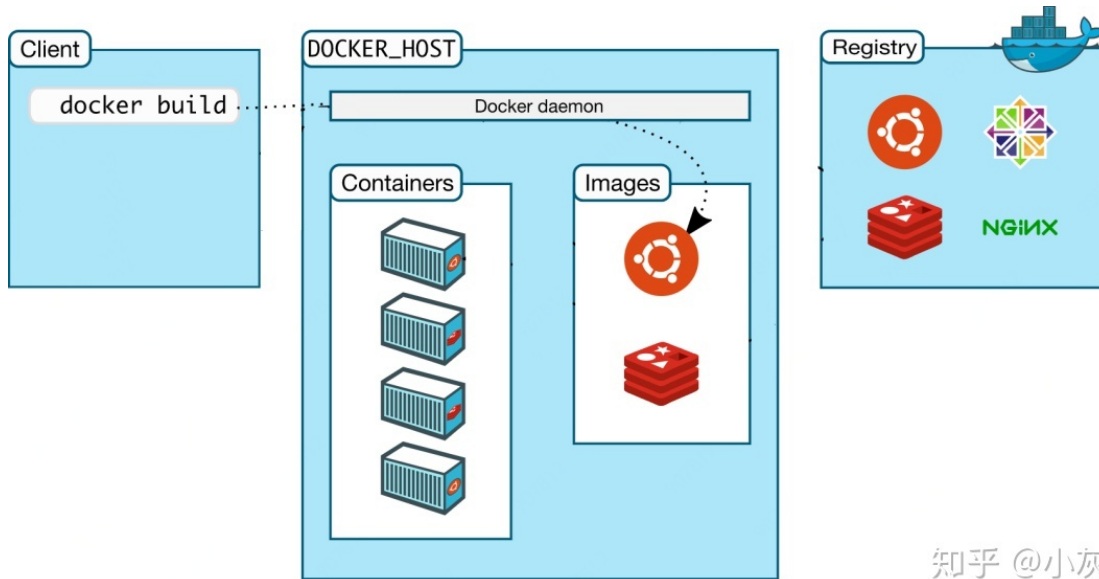 Client
docker build
DOCKER_HOST
Docker daemon
Containers
Images
Registry
NGiNX
知乎 @小灰